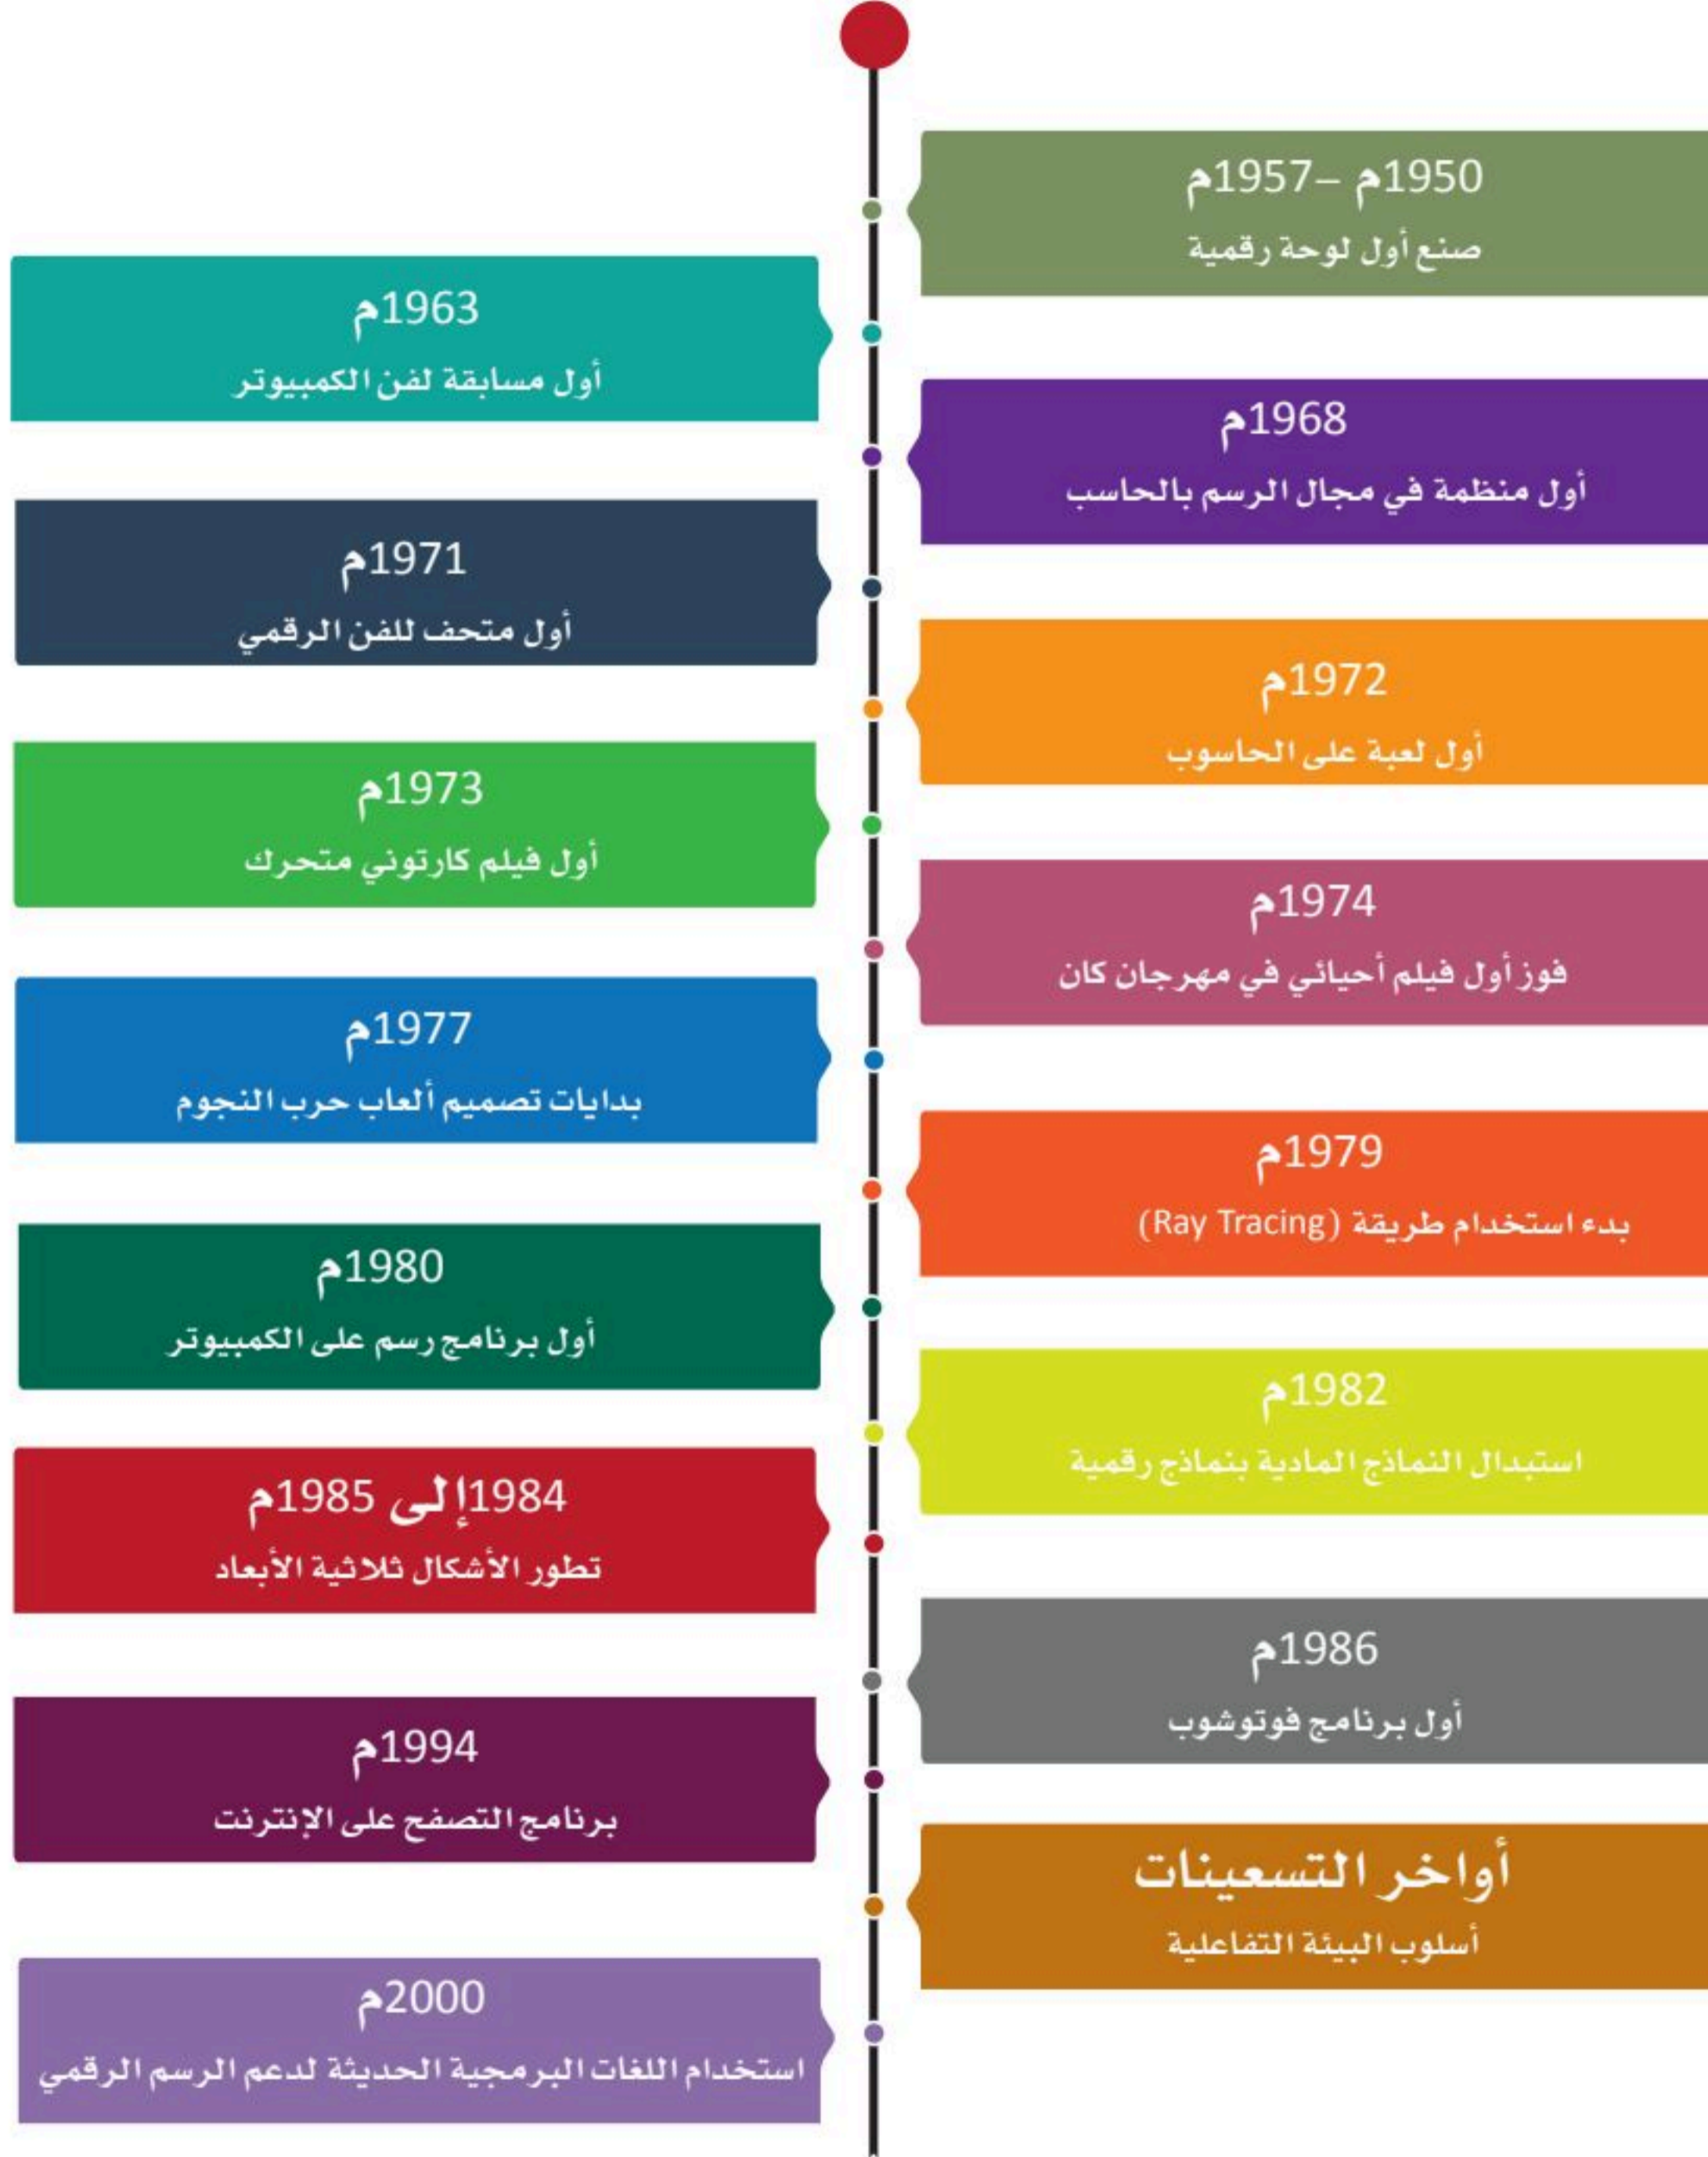 1950م –1957م
صنع أول لوحة رقمية
1963م
أول مسابقة لفن الكمبيوتر
1968م
أول منظمة في مجال الرسم بالحاسب
1971م
أول متحف للفن الرقمي
1972م
أول لعبة على الحاسوب
1973م
أول فيلم كارتوني متحرك
1974م
فوز أول فيلم أحيائي في مهرجان كان
1977م
بدايات تصميم ألعاب حرب النجوم
1979م
بدء استخدام طريقة (Ray Tracing)
1980م
أول برنامج رسم على الكمبيوتر
1982م
استبدال النماذج المادية بنماذج رقمية
1984إلى 1985م
تطور الأشكال ثلاثية الأبعاد
1986م
أول برنامج فوتوشوب
1994م
برنامج التصفح على الإنترنت
أواخر التسعينات
أسلوب البيئة التفاعلية
2000م
استخدام اللغات البرمجية الحديثة لدعم الرسم الرقمي